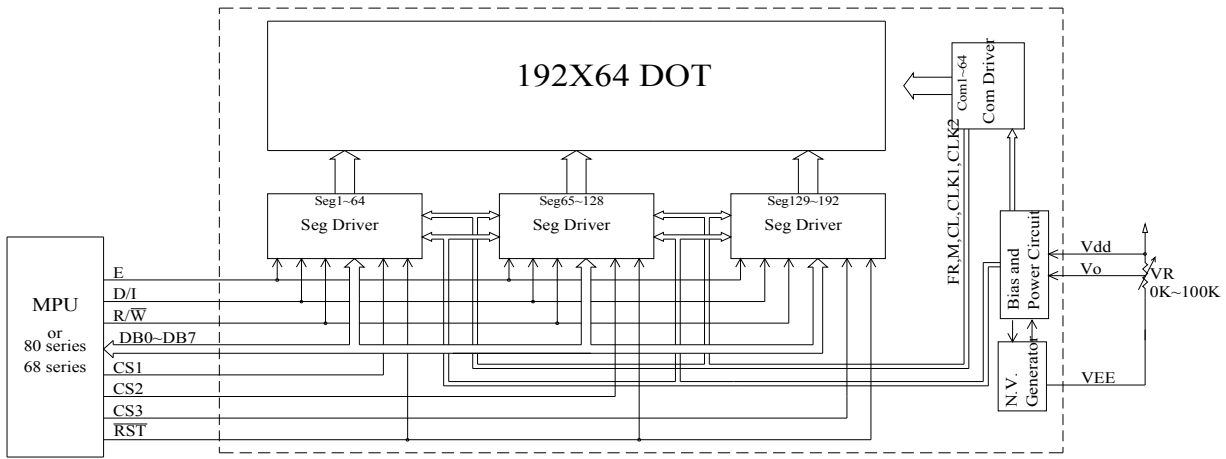 192X64 DOT
Com1~64
Com Driver
FR,M,CL,CLK1,CLK2
Seg1~64
Seg Driver
Seg65~128
Seg Driver
Seg129~192
Seg Driver
Bias and
Power Circuit
Vdd
Vo
VR
0K~100K
N.V.
Generator
VEE
MPU
or
80 series
68 series
E
D/I
R/W̅
DB0~DB7
CS1
CS2
CS3
R̅S̅T̅